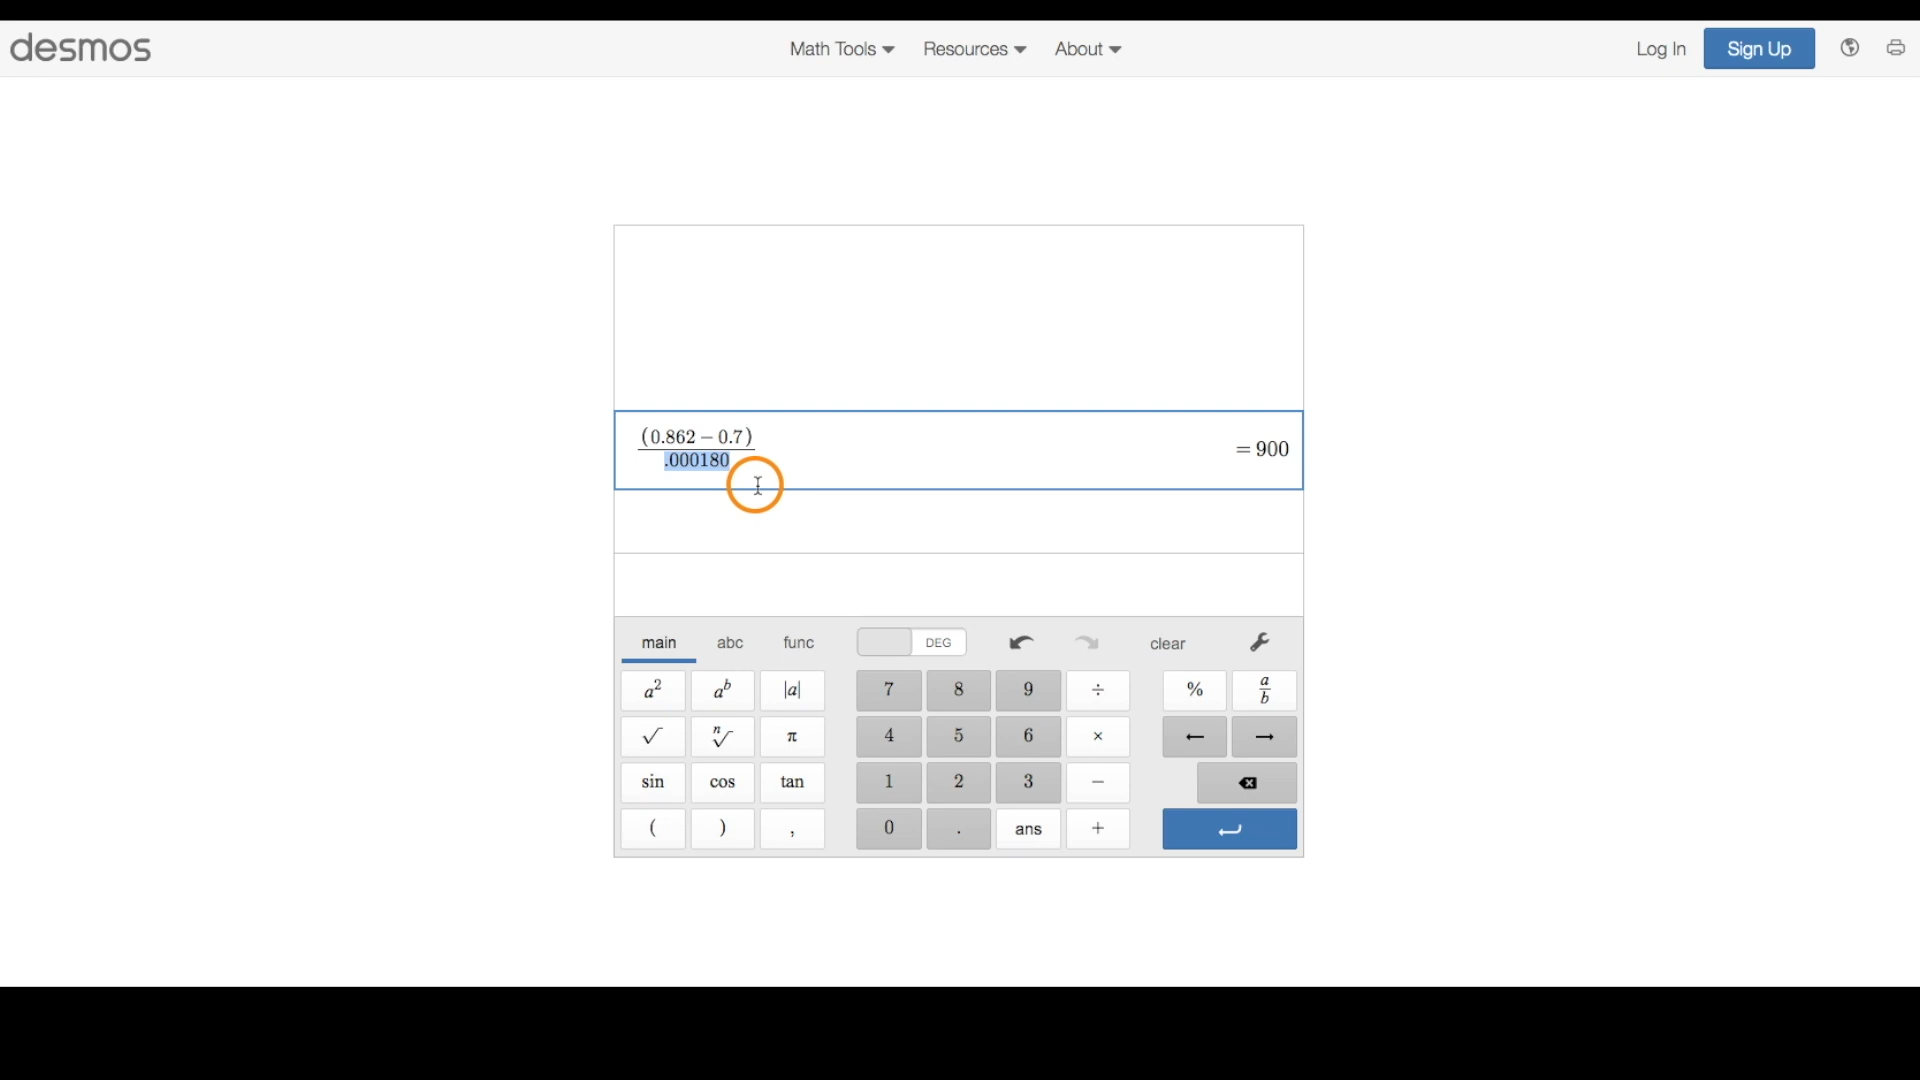 desmos
Math Tools Resources About
Log In Sign Up
(0.862 − 0.7)
.000180
= 900
main abc func DEG clear
a² aᵇ |a| 7 8 9 ÷ % a/b
√ ⁿ√ π 4 5 6 × ← →
sin cos tan 1 2 3 −
( ) , 0 . ans +